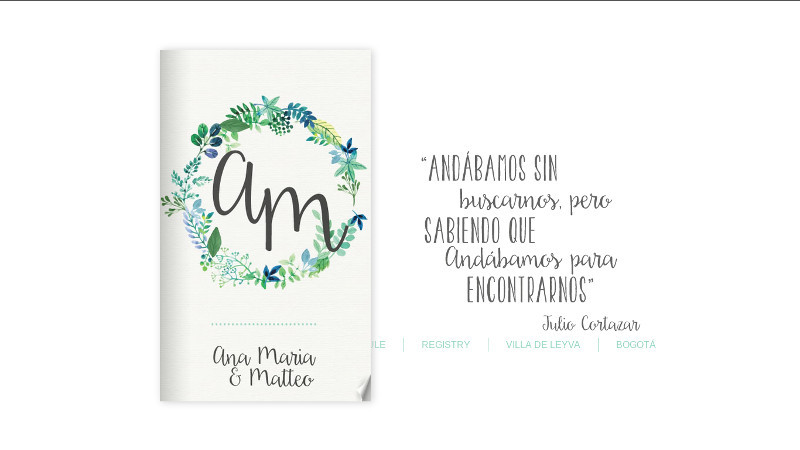 am
Ana Maria
& Matteo
“ANDÁBAMOS SIN
buscarnos, pero
SABIENDO QUE
Andábamos para
ENCONTRARNOS”
Julio Cortazar
REGISTRY
VILLA DE LEYVA
BOGOTÁ